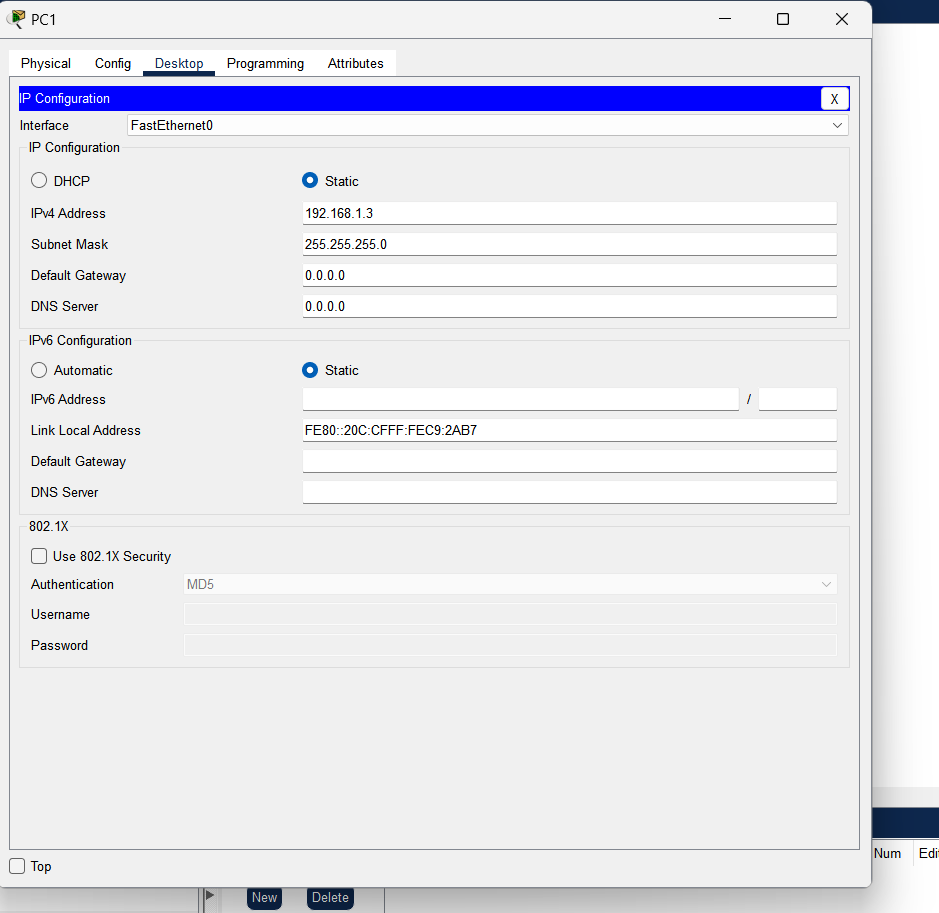 PC1
Physical Config Desktop Programming Attributes
IP Configuration X
Interface FastEthernet0
IP Configuration
DHCP Static
IPv4 Address 192.168.1.3
Subnet Mask 255.255.255.0
Default Gateway 0.0.0.0
DNS Server 0.0.0.0
IPv6 Configuration
Automatic Static
IPv6 Address /
Link Local Address FE80::20C:CFFF:FEC9:2AB7
Default Gateway
DNS Server
802.1X
Use 802.1X Security
Authentication MD5
Username
Password
Num Edit
Top
New Delete